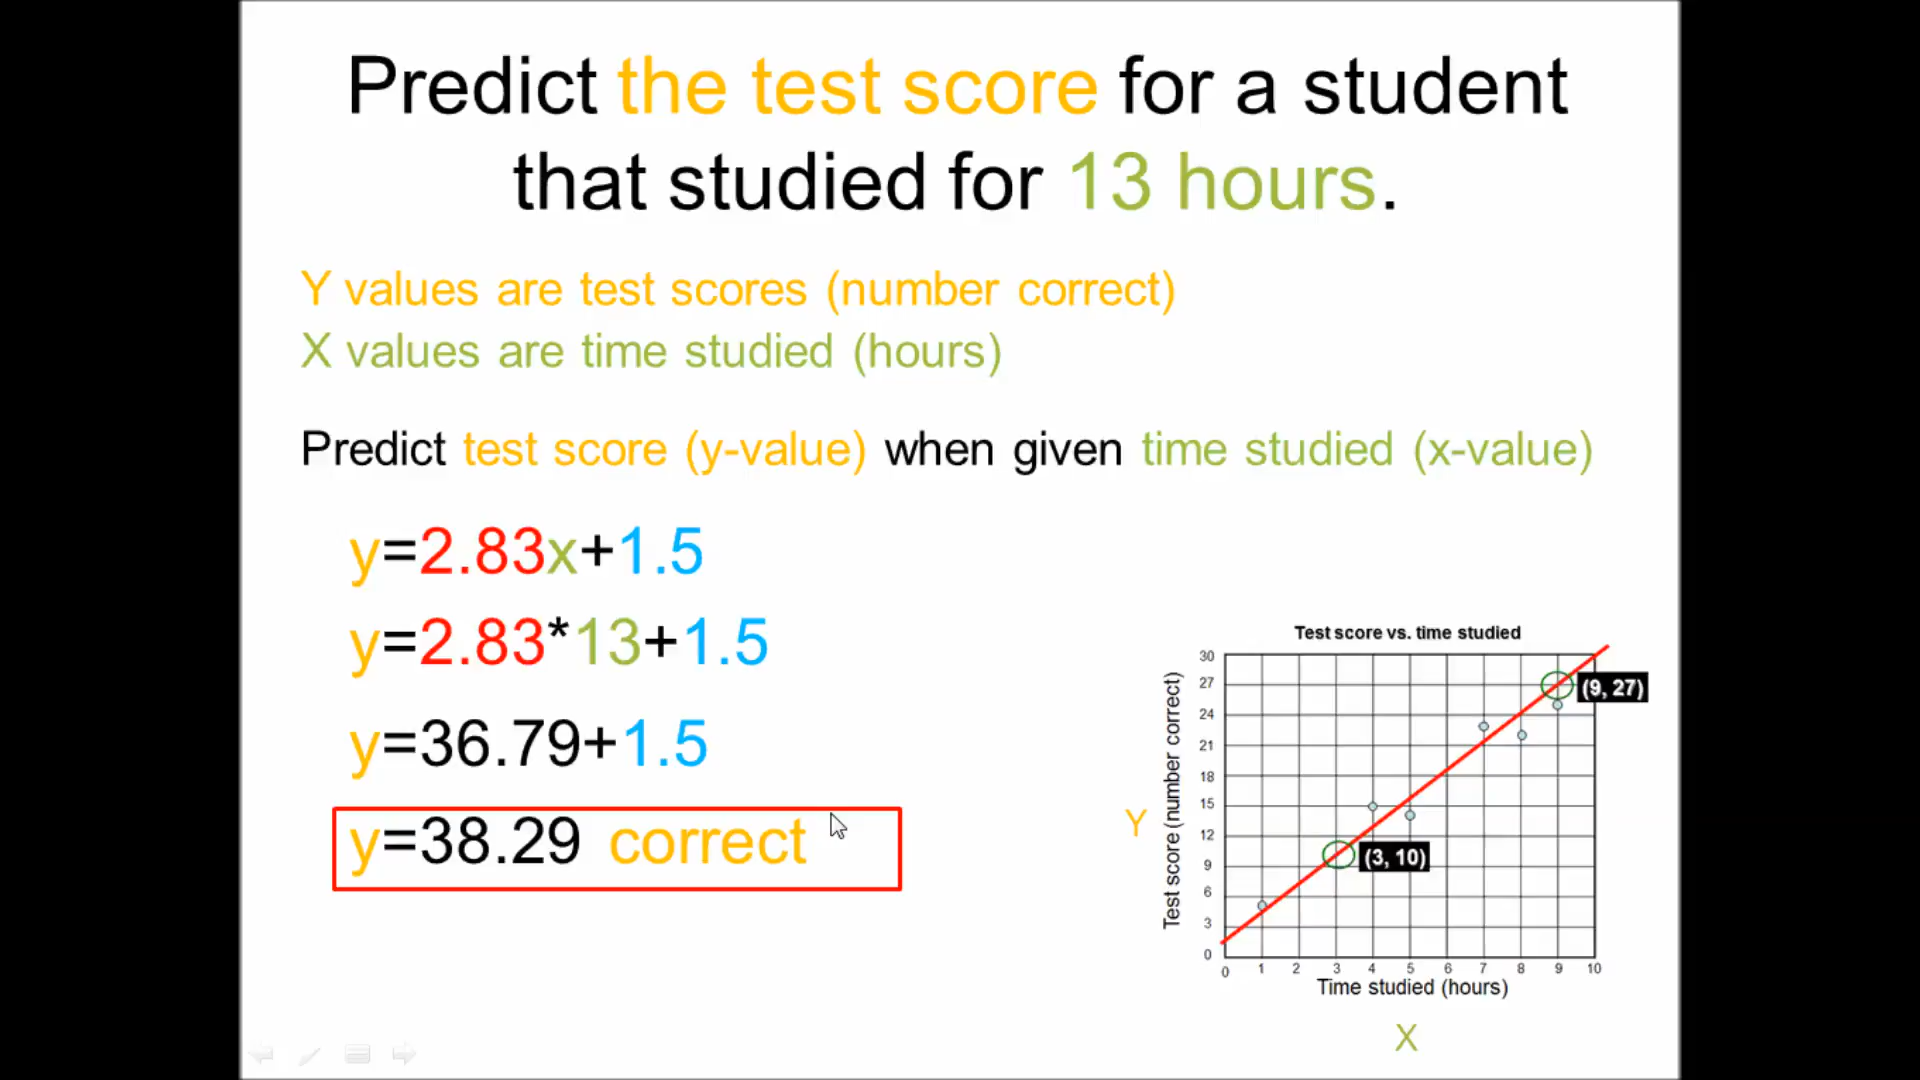 Predict the test score for a student
that studied for 13 hours.
Y values are test scores (number correct)
X values are time studied (hours)
Predict test score (y-value) when given time studied (x-value)
y=2.83x+1.5
y=2.83*13+1.5
y=36.79+1.5
y=38.29 correct
Test score vs. time studied
Y
Test score (number correct)
30
27
24
21
18
15
12
9
6
3
0
(9, 27)
(3, 10)
0 1 2 3 4 5 6 7 8 9 10
Time studied (hours)
X